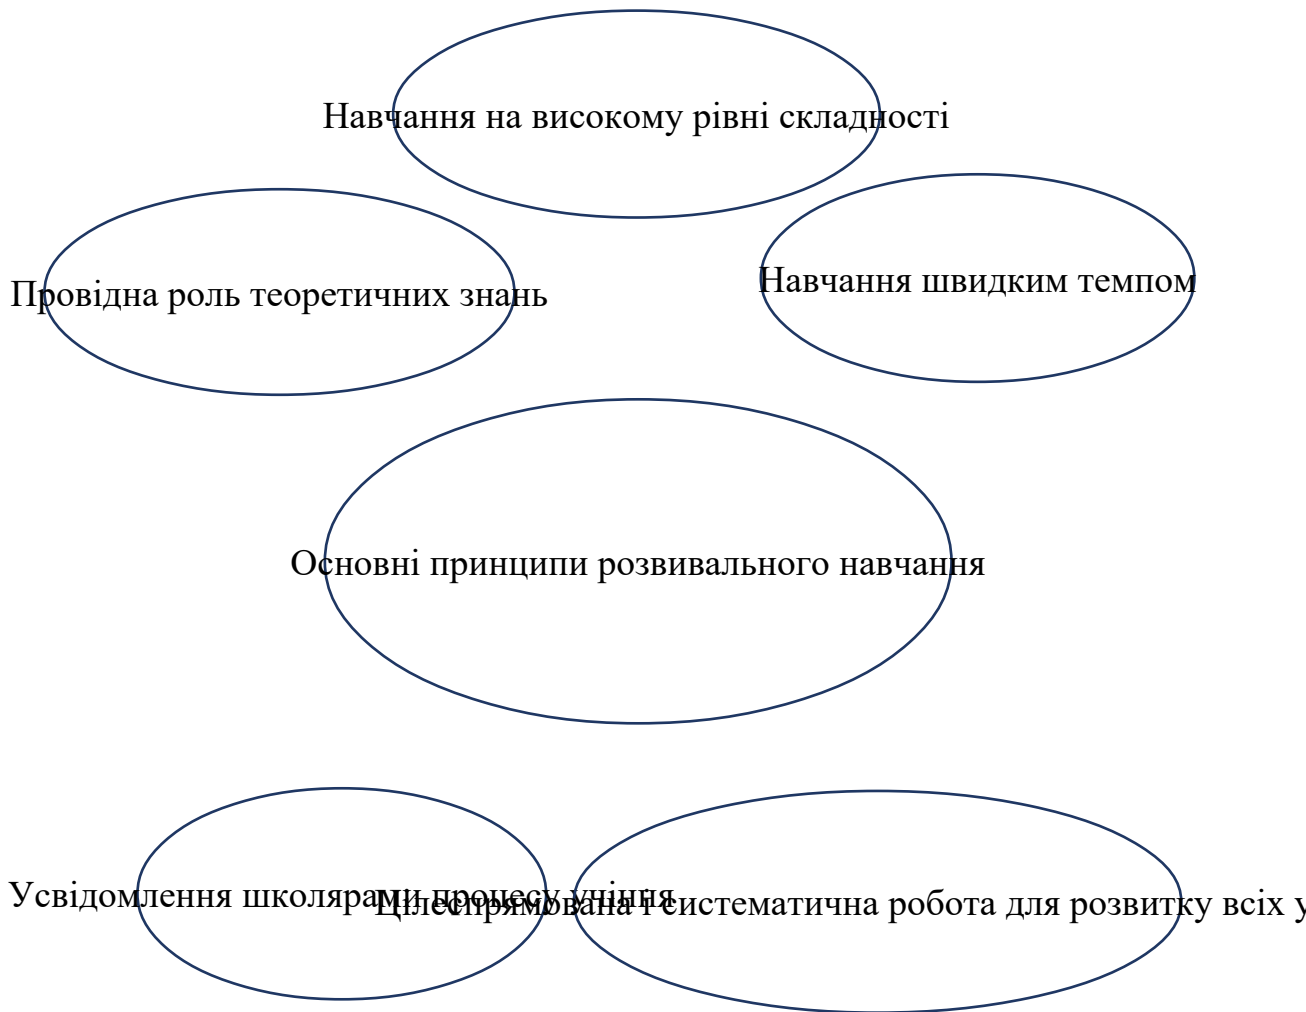 Навчання на високому рівні складності
Навчання швидким темпом
Провідна роль теоретичних знань
Основні принципи розвивального навчання
Усвідомлення школярами процесу учіння
Цілеспрямована і систематична робота для розвитку всіх